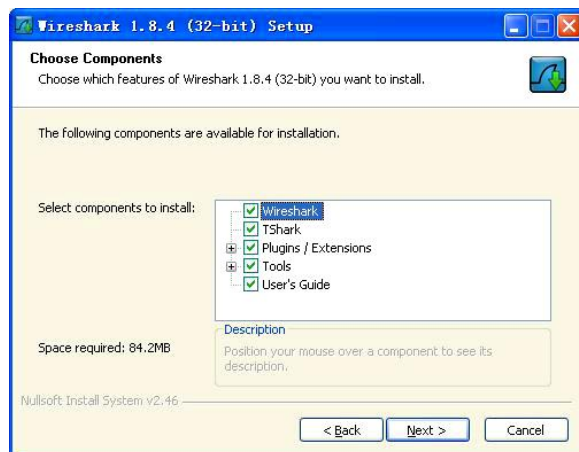 Wireshark 1.8.4 (32-bit) Setup
Choose Components
Choose which features of Wireshark 1.8.4 (32-bit) you want to install.
The following components are available for installation.
Select components to install:
Wireshark
TShark
Plugins / Extensions
Tools
User's Guide
Space required: 84.2MB
Description
Position your mouse over a component to see its
description.
Nullsoft Install System v2.46
< Back
Next >
Cancel